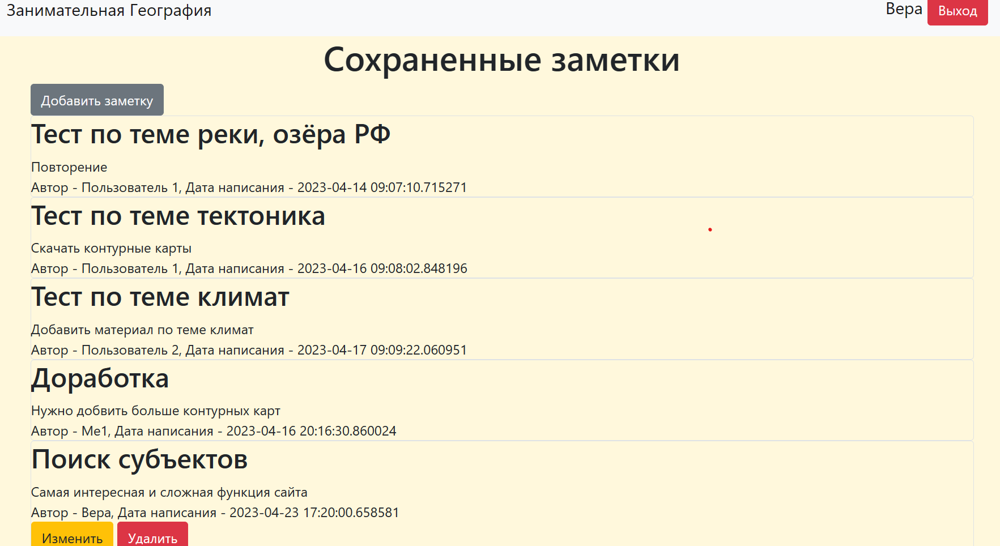 Занимательная География
Вера Выход
Сохраненные заметки
Добавить заметку
Тест по теме реки, озёра РФ
Повторение
Автор - Пользователь 1, Дата написания - 2023-04-14 09:07:10.715271
Тест по теме тектоника
Скачать контурные карты
Автор - Пользователь 1, Дата написания - 2023-04-16 09:08:02.848196
Тест по теме климат
Добавить материал по теме климат
Автор - Пользователь 2, Дата написания - 2023-04-17 09:09:22.060951
Доработка
Нужно добвить больше контурных карт
Автор - Me1, Дата написания - 2023-04-16 20:16:30.860024
Поиск субъектов
Самая интересная и сложная функция сайта
Автор - Вера, Дата написания - 2023-04-23 17:20:00.658581
Изменить Удалить